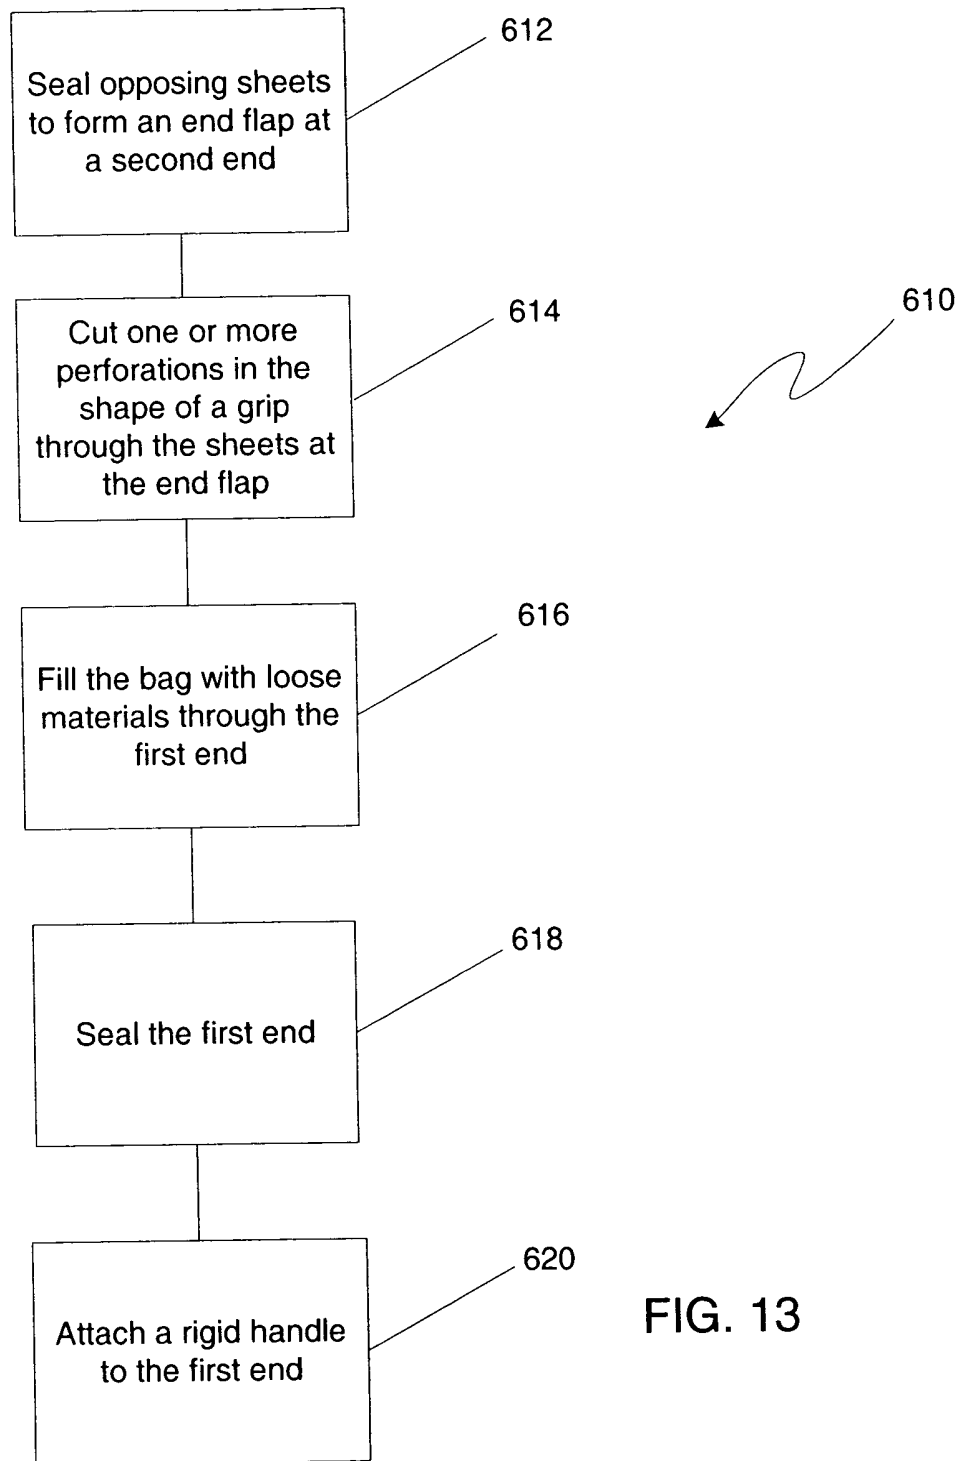 612
Seal opposing sheets
to form an end flap at
a second end
610
614
Cut one or more
perforations in the
shape of a grip
through the sheets at
the end flap
616
Fill the bag with loose
materials through the
first end
618
Seal the first end
620
Attach a rigid handle
to the first end
FIG. 13